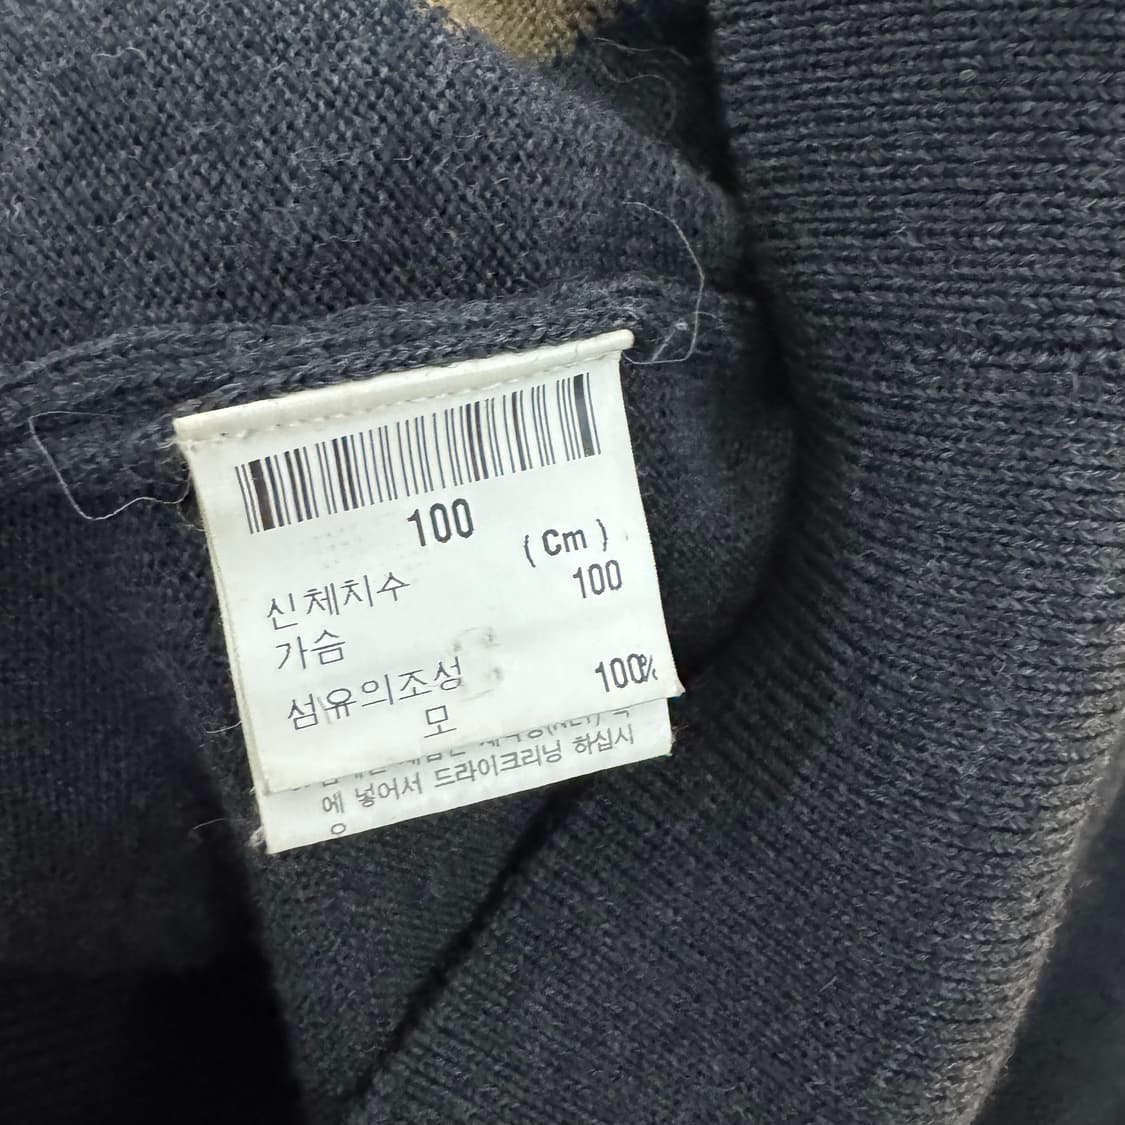 100
( Cm )
신체치수
가슴 100
섬유의조성
모 100%
에 넣어서 드라이크리닝 하십시
오